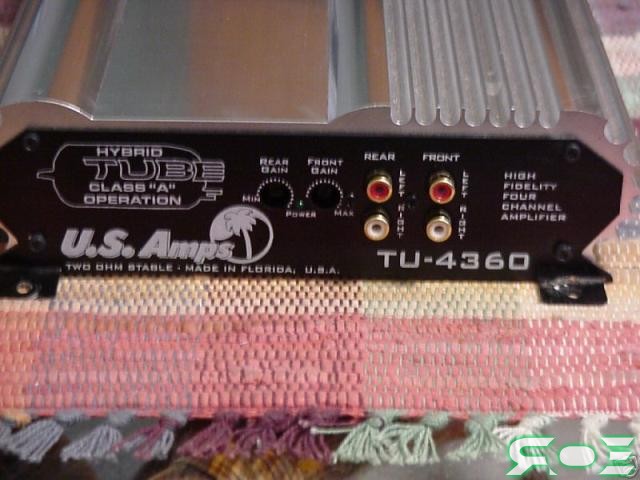 HYBRID
TUBE
CLASS "A"
OPERATION
REAR
GAIN
FRONT
GAIN
MIN
POWER
MAX
REAR
FRONT
LEFT
LEFT
RIGHT
RIGHT
HIGH
FIDELITY
FOUR
CHANNEL
AMPLIFIER
U.S. Amps
TU-4360
TWO OHM STABLE - MADE IN FLORIDA, U.S.A.